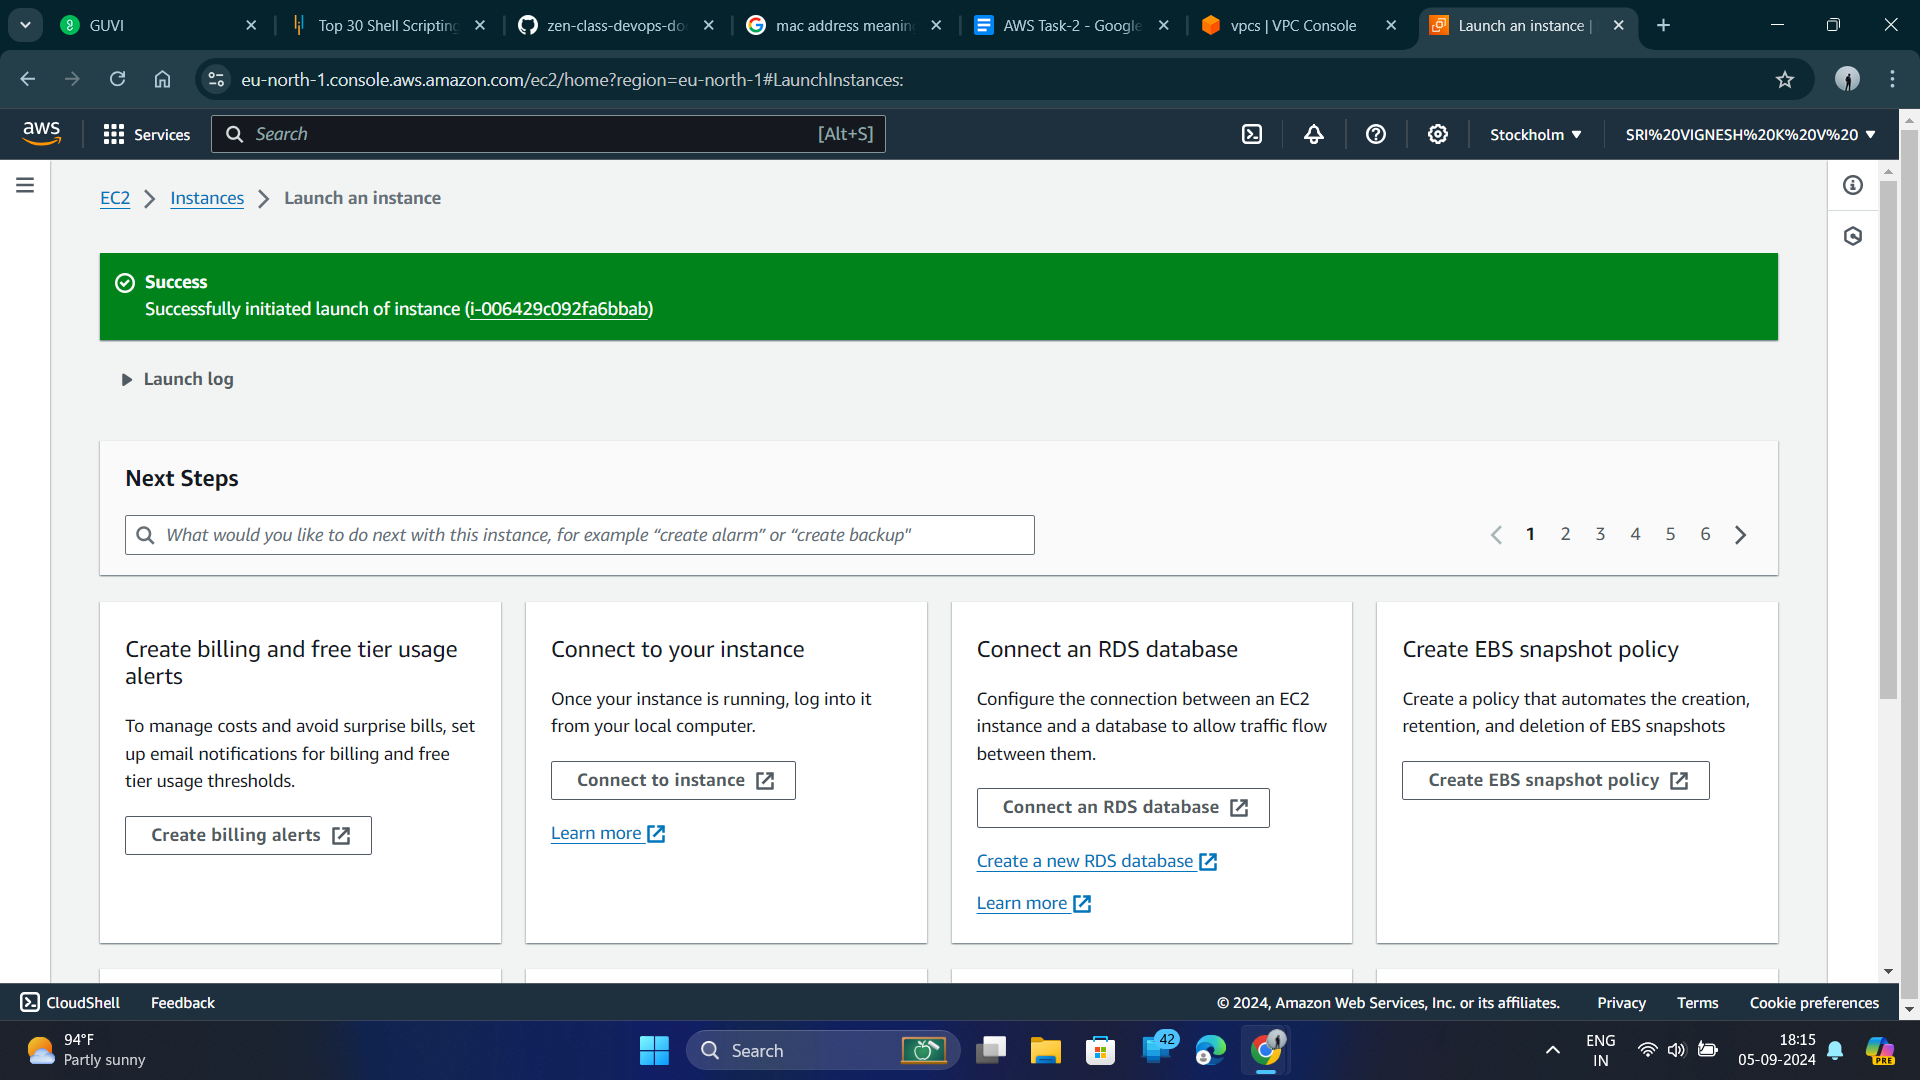 GUVI
Top 30 Shell Scripting
zen-class-devops-do
mac address meanin
AWS Task-2 - Google
vpcs | VPC Console
Launch an instance |
eu-north-1.console.aws.amazon.com/ec2/home?region=eu-north-1#LaunchInstances:
aws
Services
Search
[Alt+S]
Stockholm
SRI%20VIGNESH%20K%20V%20
EC2
Instances
Launch an instance
Success
Successfully initiated launch of instance (i-006429c092fa6bbab)
Launch log
Next Steps
What would you like to do next with this instance, for example “create alarm” or “create backup"
1 2 3 4 5 6
Create billing and free tier usage
alerts
To manage costs and avoid surprise bills, set
up email notifications for billing and free
tier usage thresholds.
Create billing alerts
Connect to your instance
Once your instance is running, log into it
from your local computer.
Connect to instance
Learn more
Connect an RDS database
Configure the connection between an EC2
instance and a database to allow traffic flow
between them.
Connect an RDS database
Create a new RDS database
Learn more
Create EBS snapshot policy
Create a policy that automates the creation,
retention, and deletion of EBS snapshots
Create EBS snapshot policy
CloudShell
Feedback
© 2024, Amazon Web Services, Inc. or its affiliates.
Privacy
Terms
Cookie preferences
94°F
Partly sunny
Search
42
ENG
IN
18:15
05-09-2024
PRE